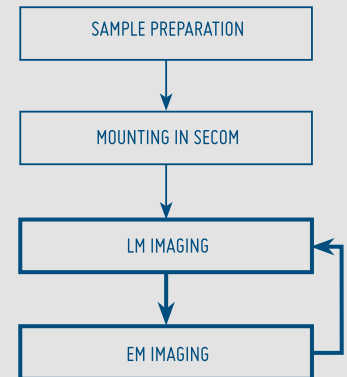 SAMPLE PREPARATION
MOUNTING IN SECOM
LM IMAGING
EM IMAGING